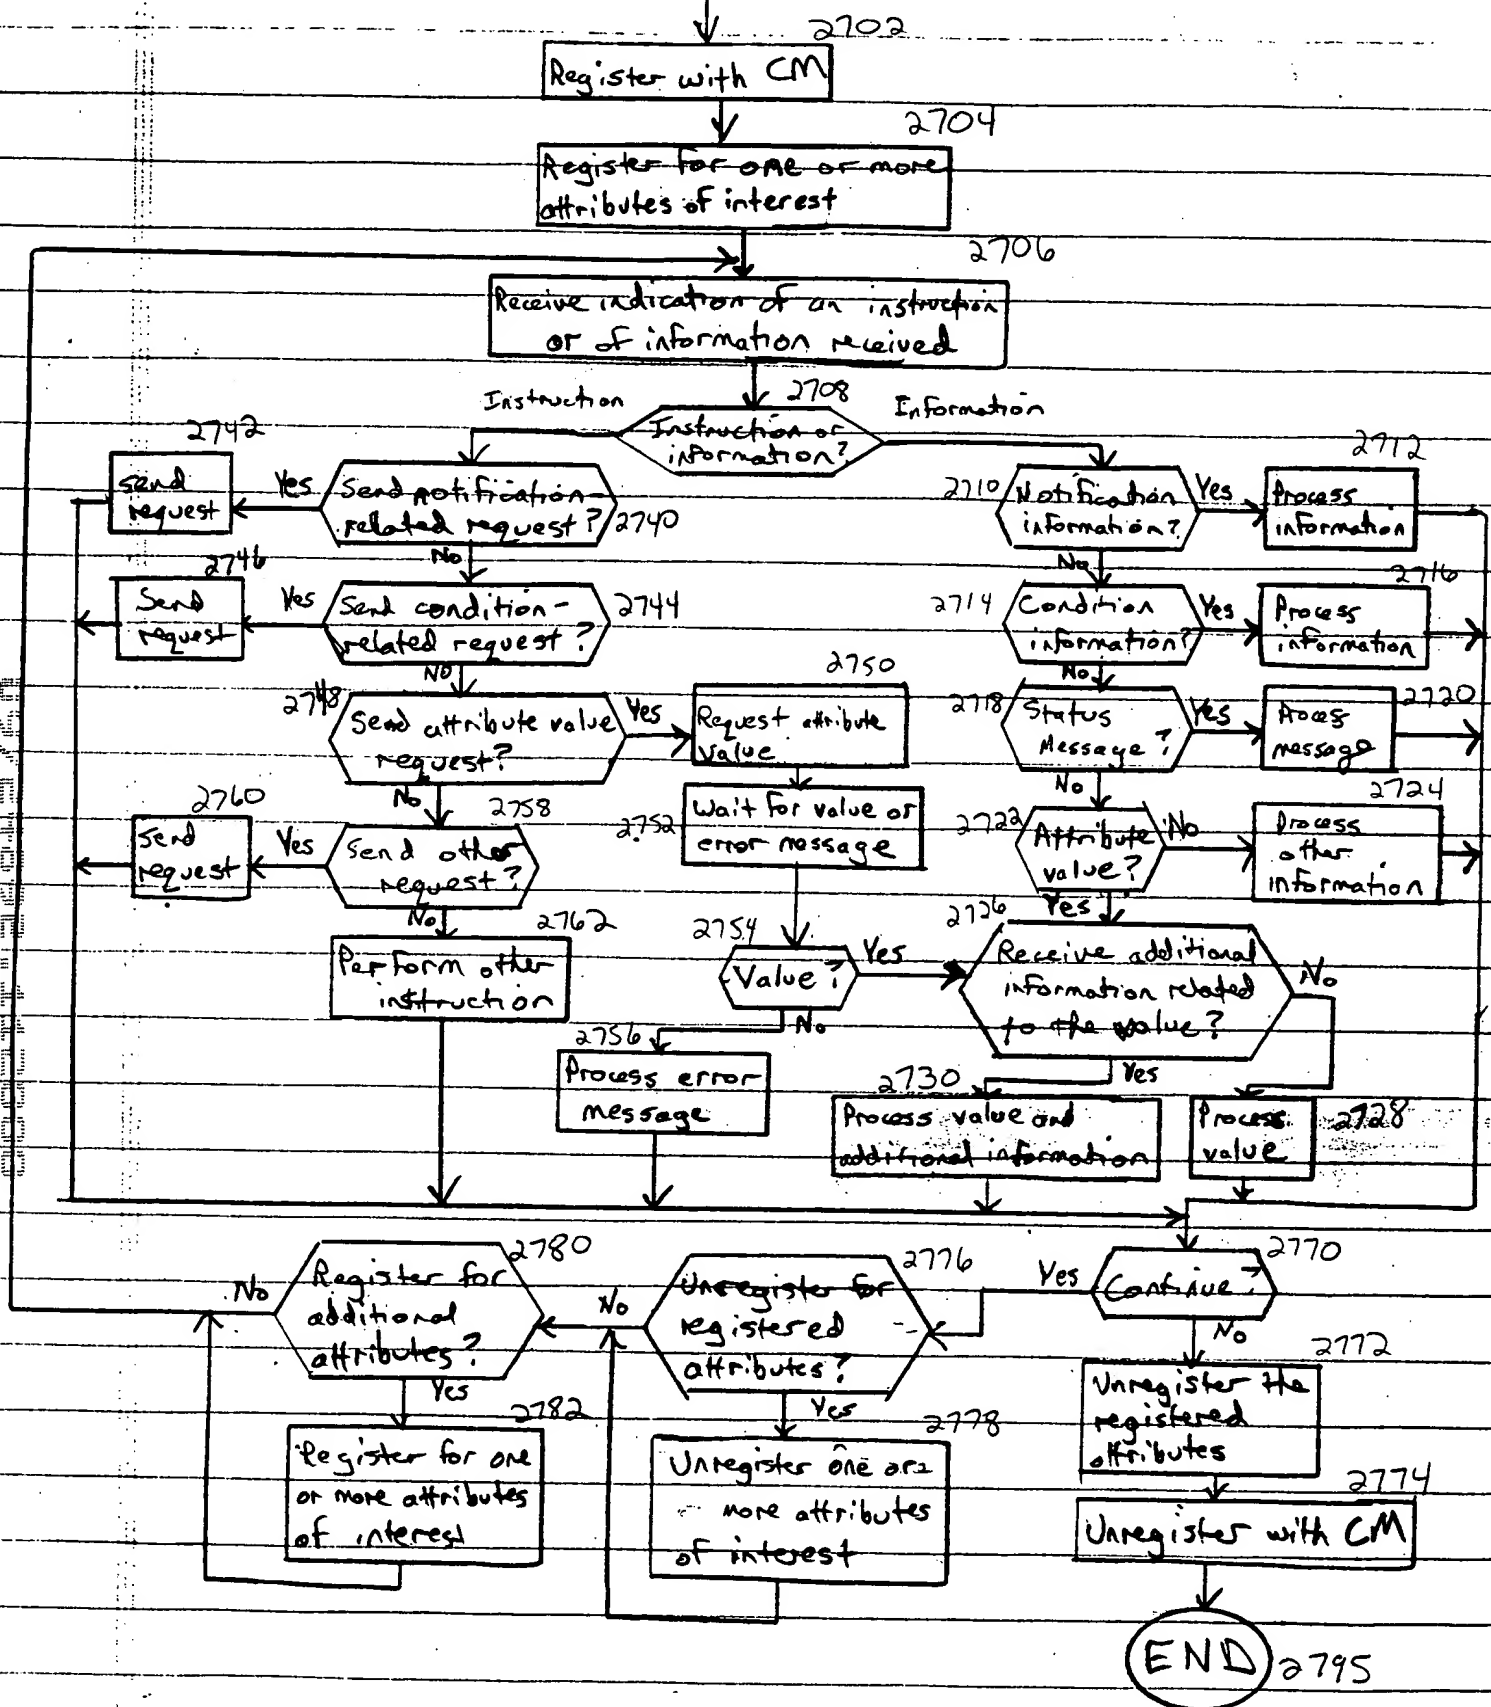 2702
Register with CM
2704
Register for one or more
attributes of interest
2706
Receive indication of an instruction
or of information received
2708
Instruction
Information
Instruction or
information?
2742
send
request
Yes
Send notification-
related request?
2740
No
2746
Send
request
Yes
Send condition-
related request?
2744
No
2748
Send attribute value
request?
Yes
2750
Request attribute
value
No
2752
Wait for value or
error message
2760
send
request
Yes
2758
Send other
request?
No
2762
Perform other
instruction
2754
Value?
Yes
No
2756
Process error
message
2710
Notification
information?
Yes
2712
Process
information
No
2714
Condition
information?
Yes
2716
Process
information
No
2718
Status
Message?
Yes
2720
Process
message
No
2722
Attribute
value?
No
2724
Process
other
information
Yes
2726
Receive additional
information related
to the value?
No
Yes
2730
Process value and
additional information
Process
value
2728
2770
Continue?
Yes
No
2776
Unregister for
registered
attributes?
No
Yes
2778
Unregister one or
more attributes
of interest
2780
Register for
additional
attributes?
No
Yes
2782
Register for one
or more attributes
of interest
2772
Unregister the
registered
attributes
2774
Unregister with CM
END
2795